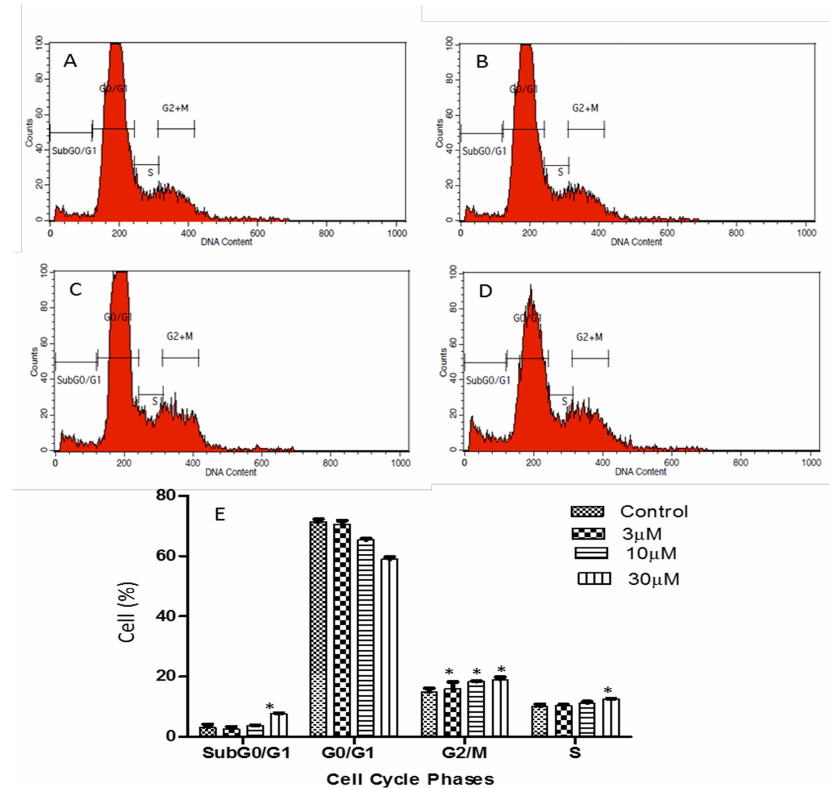 A
100
80
60
40
20
0
Counts
G0/G1
G2+M
SubG0/G1
S
0 200 400 600 800 1000
DNA Content
B
100
80
60
40
20
0
Counts
G0/G1
G2+M
SubG0/G1
S
0 200 400 600 800 1000
DNA Content
C
100
80
60
40
20
0
Counts
G0/G1
G2+M
SubG0/G1
S
0 200 400 600 800 1000
DNA Content
D
100
80
60
40
20
0
Counts
G0/G1
G2+M
SubG0/G1
S
0 200 400 600 800 1000
DNA Content
E
80
60
40
20
0
Cell (%)
Control
3μM
10μM
30μM
* * * * *
SubG0/G1 G0/G1 G2/M S
Cell Cycle Phases